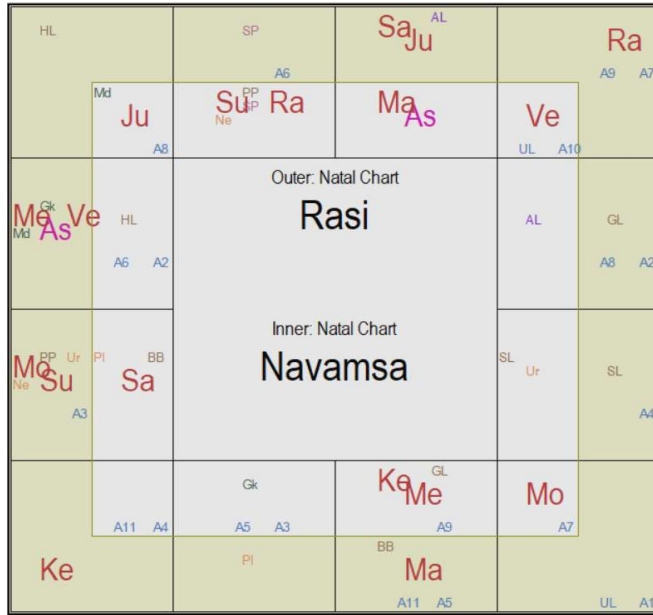 HL
SP
Sa
AL
Ju
Ra
A6
A9 A7
Md
Ju
A8
Su
PP
SP
Ra
Ne
Ma
As
Ve
UL A10
Me
Gk
Ve
Md
As
HL
A6 A2
Outer: Natal Chart
Rasi
AL
GL
A8 A2
Mo
PP
Ur
Ne
Su
A3
Pl
BB
Sa
Inner: Natal Chart
Navamsa
SL
Ur
SL
A4
Ke
A11 A4
Gk
A5 A3
Ke
GL
Me
A9
Mo
A7
Pl
BB
Ma
A11 A5
UL A1